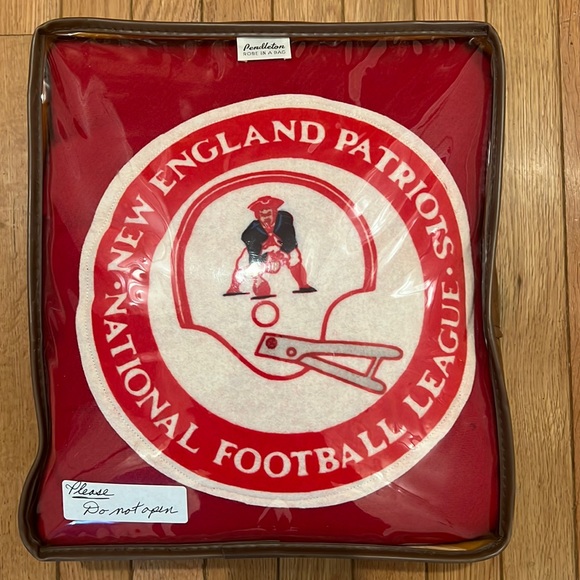 Pendleton
ROBE IN A BAG
·NEW ENGLAND PATRIOTS·
NATIONAL FOOTBALL LEAGUE
Please
Do not open